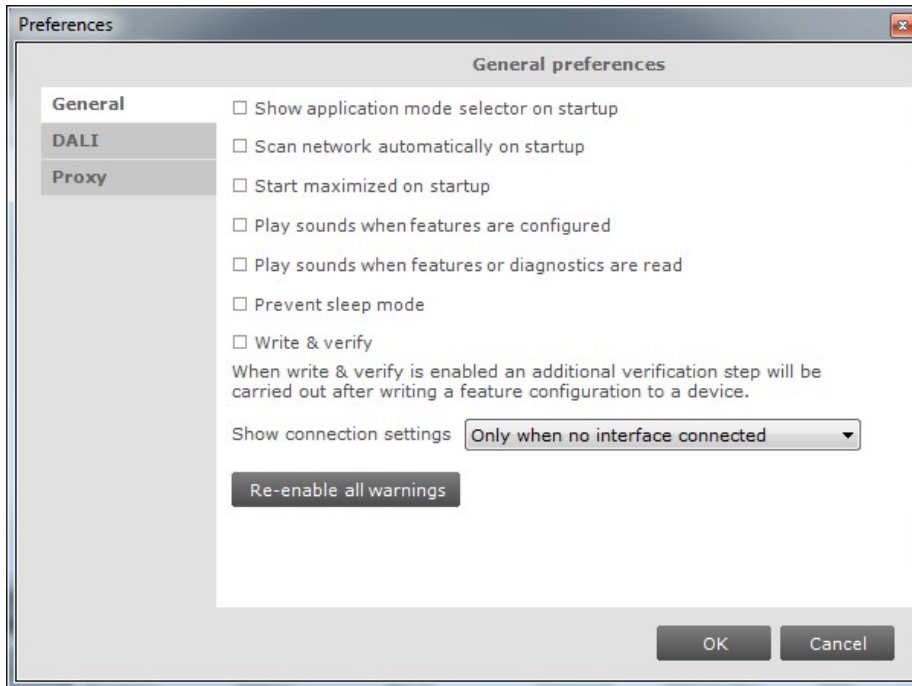 Preferences
General preferences
General
DALI
Proxy
Show application mode selector on startup
Scan network automatically on startup
Start maximized on startup
Play sounds when features are configured
Play sounds when features or diagnostics are read
Prevent sleep mode
Write & verify
When write & verify is enabled an additional verification step will be
carried out after writing a feature configuration to a device.
Show connection settings Only when no interface connected
Re-enable all warnings
OK Cancel